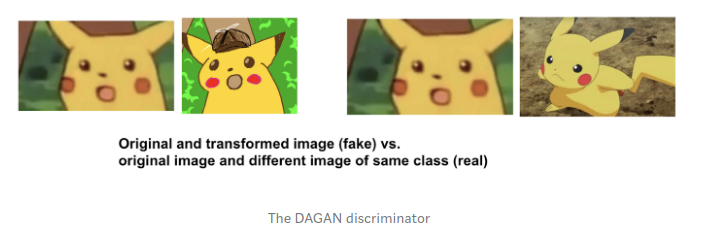 Original and transformed image (fake) vs.
original image and different image of same class (real)
The DAGAN discriminator